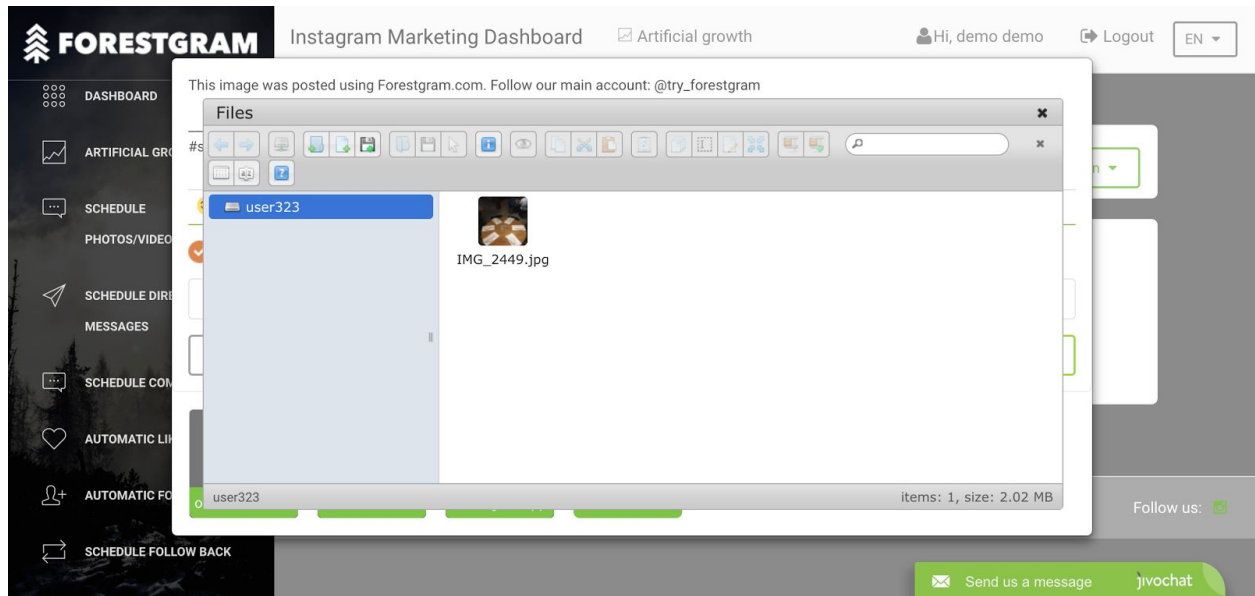 FORESTGRAM
Instagram Marketing Dashboard
Artificial growth
Hi, demo demo
Logout
EN
DASHBOARD
ARTIFICIAL GR
SCHEDULE
PHOTOS/VIDEO
SCHEDULE DIRE
MESSAGES
SCHEDULE COM
AUTOMATIC LIK
AUTOMATIC FO
SCHEDULE FOLLOW BACK
This image was posted using Forestgram.com. Follow our main account: @try_forestgram
#s
Files
user323
IMG_2449.jpg
user323
items: 1, size: 2.02 MB
Follow us:
Send us a message
jivochat